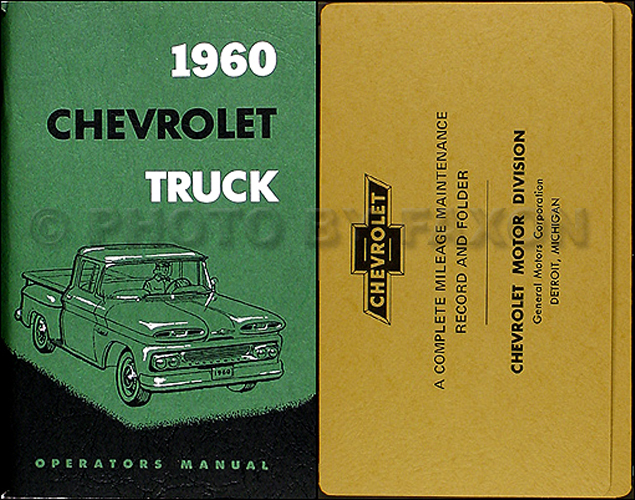 1960
CHEVROLET
TRUCK
1960
OPERATORS MANUAL
© PHOTO BY FAXON
CHEVROLET
A COMPLETE MILEAGE MAINTENANCE
RECORD AND FOLDER
CHEVROLET MOTOR DIVISION
General Motors Corporation
DETROIT, MICHIGAN